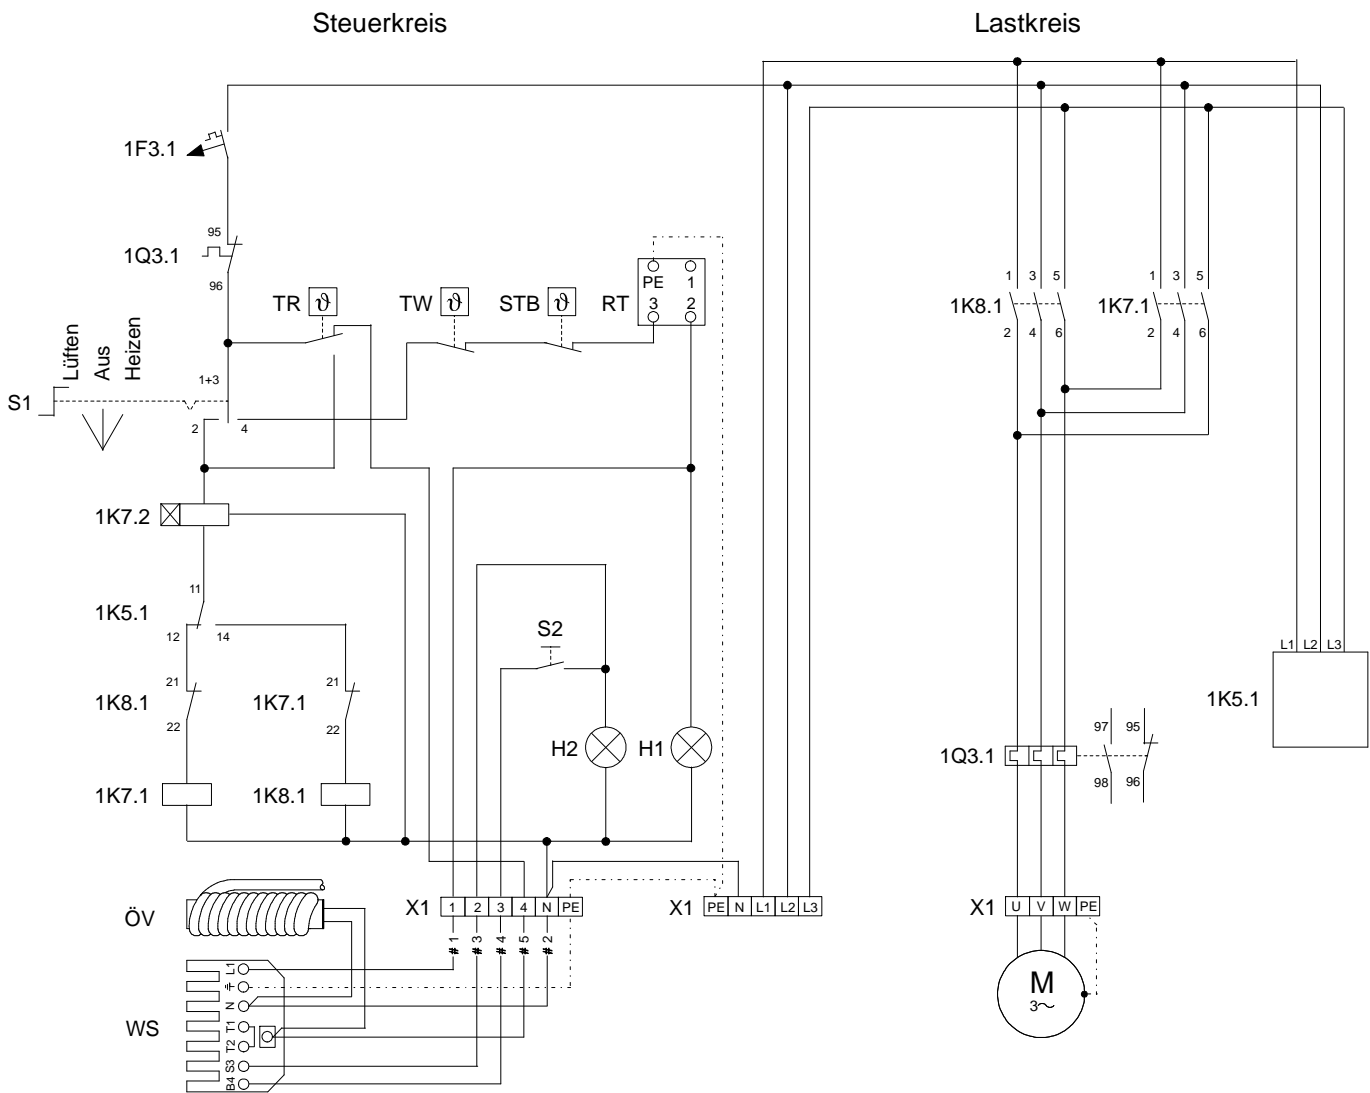 Steuerkreis
Lastkreis
1F3.1
95
1Q3.1
96
TR ϑ
TW ϑ
STB ϑ
RT
PE 1
3 2
1 3 5
1K8.1
2 4 6
1 3 5
1K7.1
2 4 6
Lüften
Aus
Heizen
1+3
S1
2 4
1K7.2
11
1K5.1
12 14
S2
21
1K8.1
22
21
1K7.1
22
H2
H1
1K7.1
1K8.1
L1 L2 L3
1K5.1
97 95
1Q3.1
98 96
ÖV
X1 1 2 3 4 N PE
X1 PE N L1 L2 L3
X1 U V W PE
# 1
# 3
# 4
# 5
# 2
WS
L1
N
T1
T2
S3
B4
M
3~